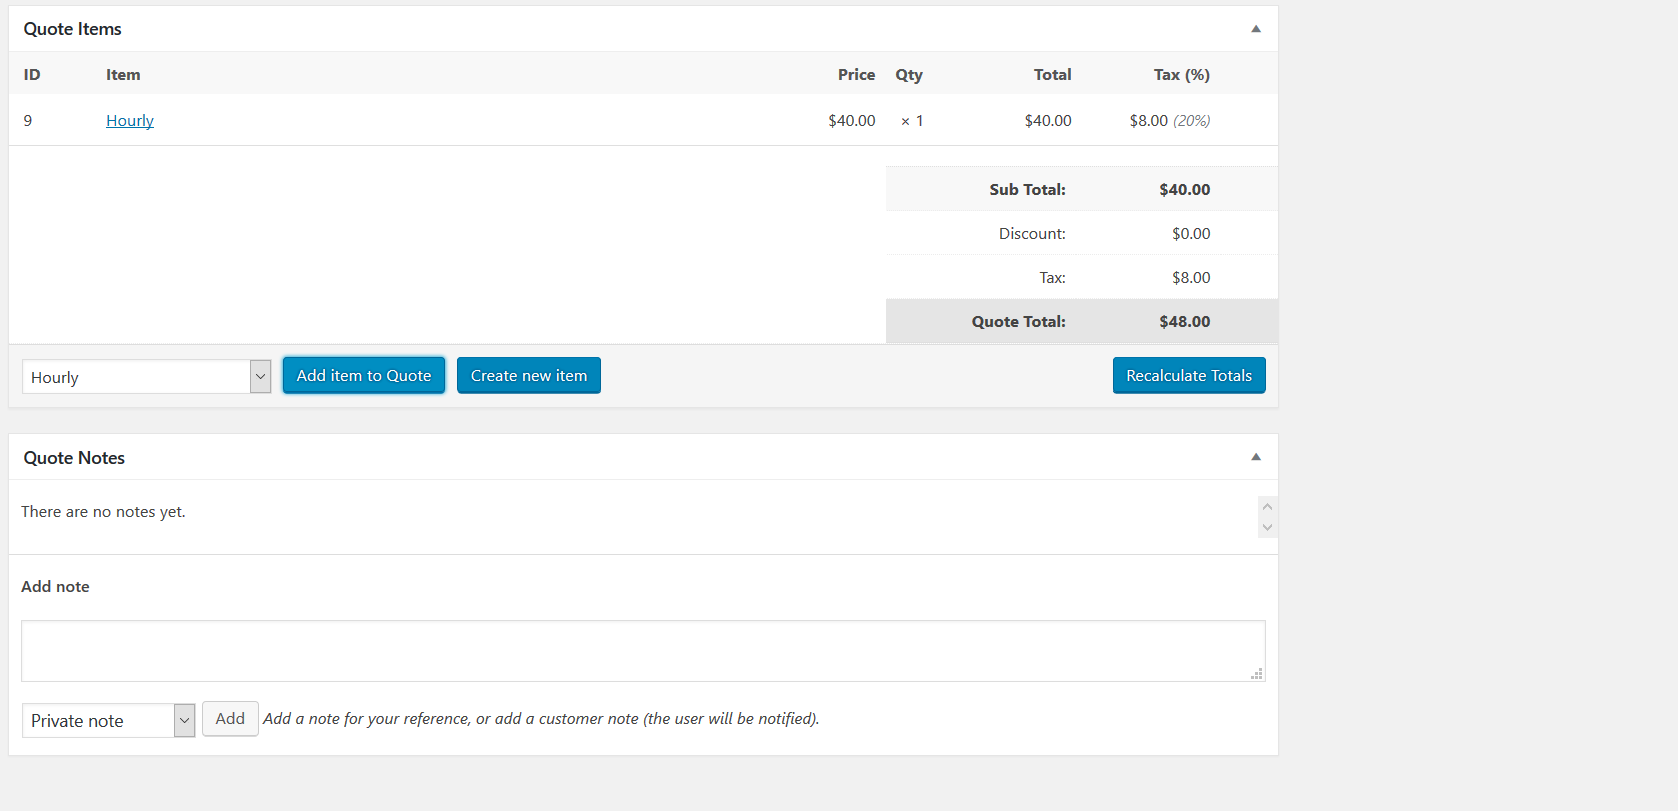 Quote Items
ID Item Price Qty Total Tax (%)
9 Hourly $40.00 × 1 $40.00 $8.00 (20%)
Sub Total: $40.00
Discount: $0.00
Tax: $8.00
Quote Total: $48.00
Hourly Add item to Quote Create new item Recalculate Totals
Quote Notes
There are no notes yet.
Add note
Private note Add Add a note for your reference, or add a customer note (the user will be notified).